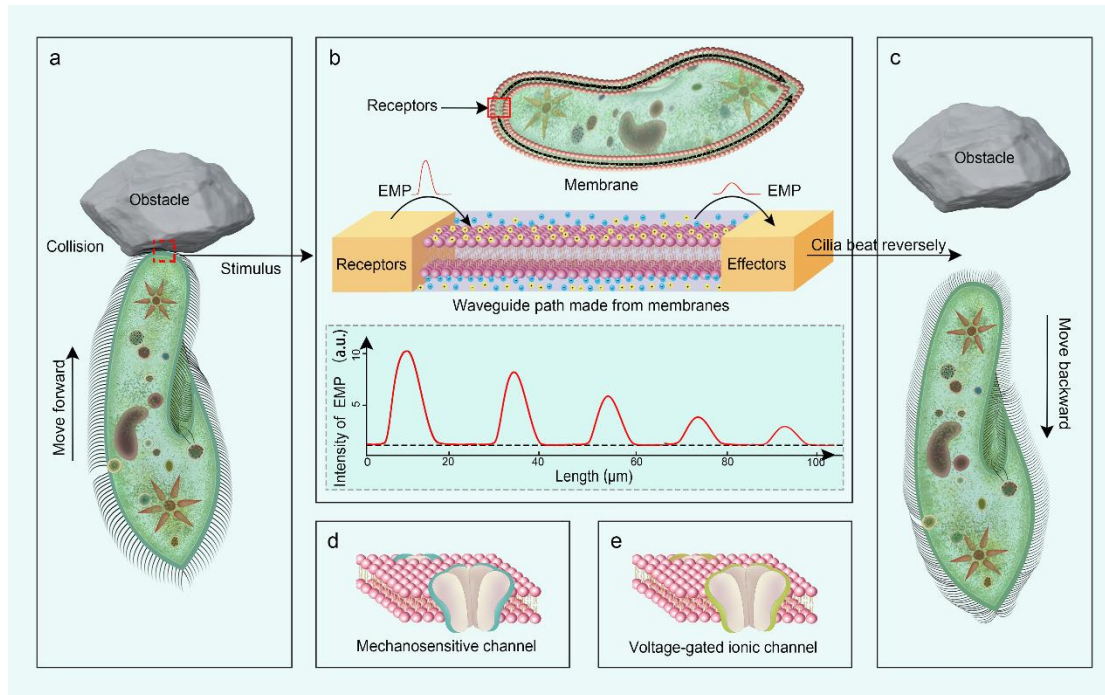 a
Obstacle
Collision
Stimulus
Move forward
b
Receptors
Membrane
EMP
EMP
Receptors
Effectors
Waveguide path made from membranes
Intensity of EMP (a.u.)
10
5
0
20
40
60
80
100
Length (μm)
c
Obstacle
Cilia beat reversely
Move backward
d
Mechanosensitive channel
e
Voltage-gated ionic channel